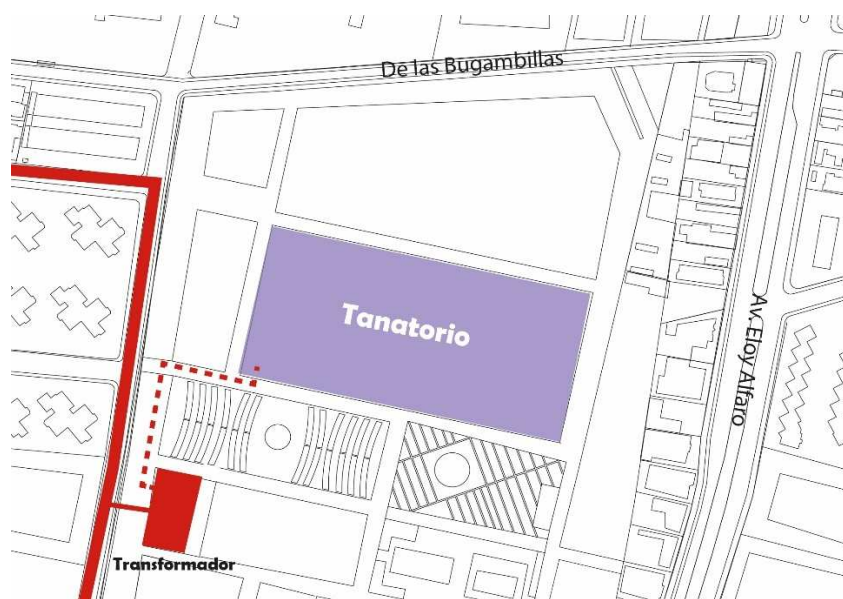 De las Bugambillas
Tanatorio
Av. Eloy Alfaro
Transformador